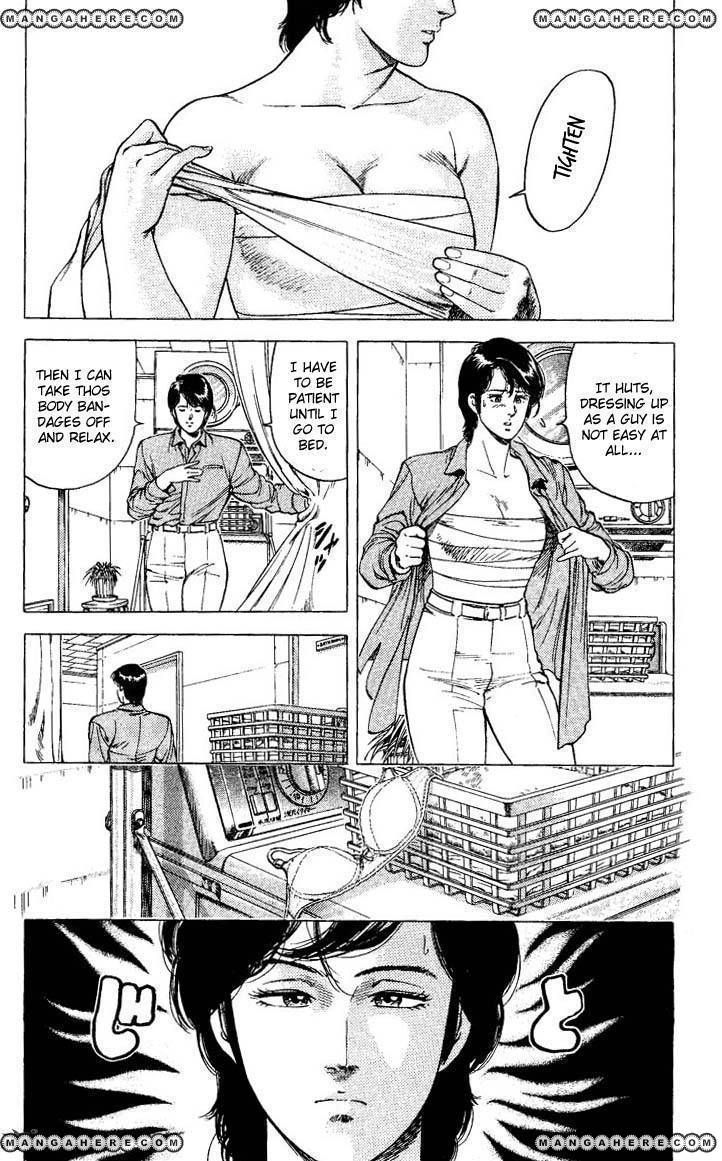 MANGAHERE.COM
MANGAHERE.COM
TIGHTEN
IT HUTS,
DRESSING UP
AS A GUY IS
NOT EASY AT
ALL...
I HAVE
TO BE
PATIENT
UNTIL I
GO TO
BED.
THEN I CAN
TAKE THOS
BODY BAN-
DAGES OFF
AND RELAX.
MANGAHERE.COM
MANGAHERE.COM